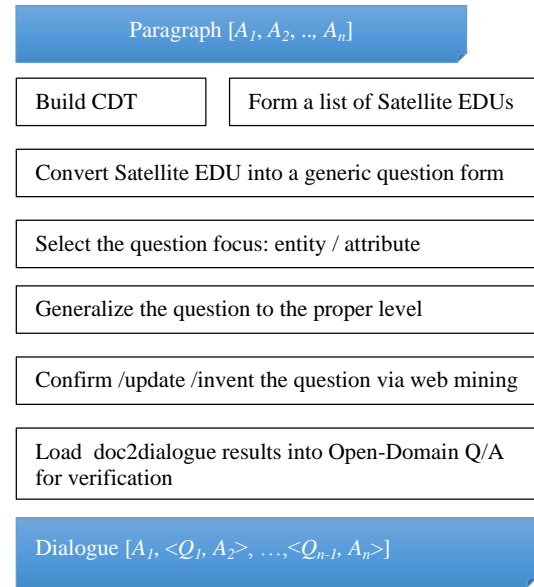 Paragraph [A1, A2, .., An]
Build CDT
Form a list of Satellite EDUs
Convert Satellite EDU into a generic question form
Select the question focus: entity / attribute
Generalize the question to the proper level
Confirm /update /invent the question via web mining
Load  doc2dialogue results into Open-Domain Q/A
for verification
Dialogue [A1, <Q1, A2>, …,<Qn-1, An>]